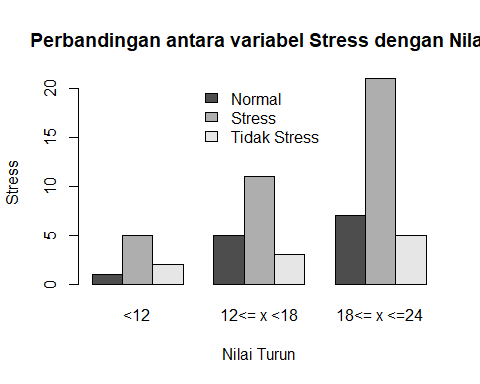 Perbandingan antara variabel Stress dengan Nila
Normal
Stress
Tidak Stress
20
15
10
5
0
Stress
<12
12<= x <18
18<= x <=24
Nilai Turun